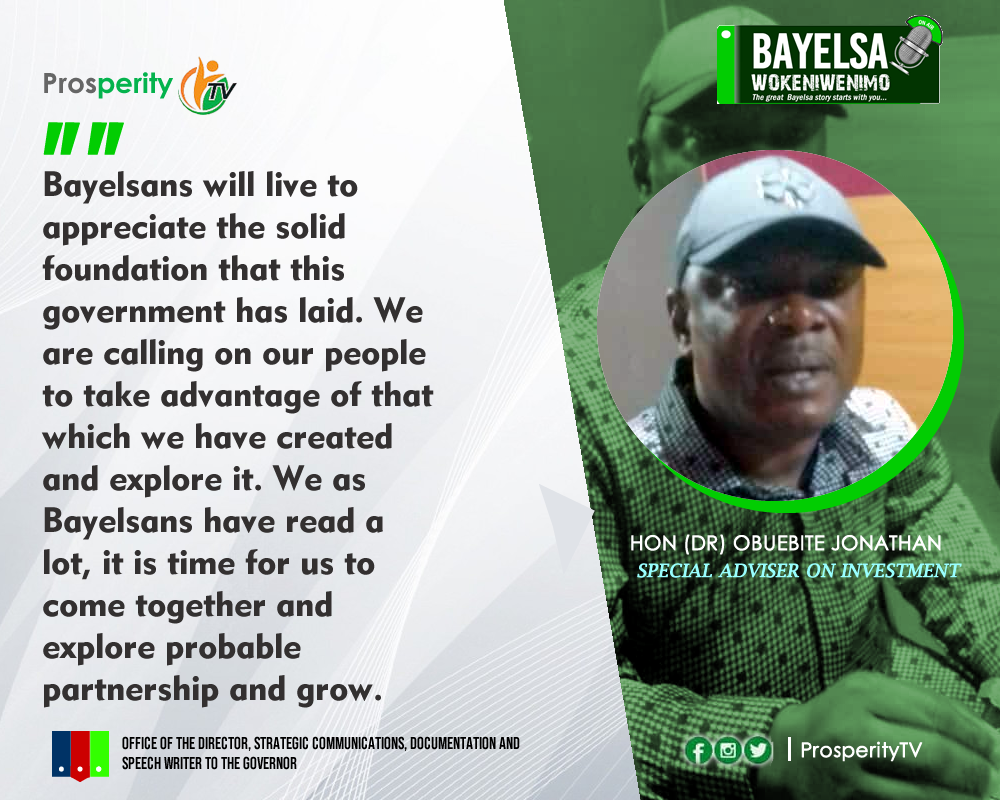 Prosperity TV
Bayelsans will live to
appreciate the solid
foundation that this
government has laid. We
are calling on our people
to take advantage of that
which we have created
and explore it. We as
Bayelsans have read a
lot, it is time for us to
come together and
explore probable
partnership and grow.
OFFICE OF THE DIRECTOR, STRATEGIC COMMUNICATIONS, DOCUMENTATION AND
SPEECH WRITER TO THE GOVERNOR
ON AIR
BAYELSA
WOKENIWENIMO
The great Bayelsa story starts with you...
HON (DR) OBUEBITE JONATHAN
SPECIAL ADVISER ON INVESTMENT
ProsperityTV